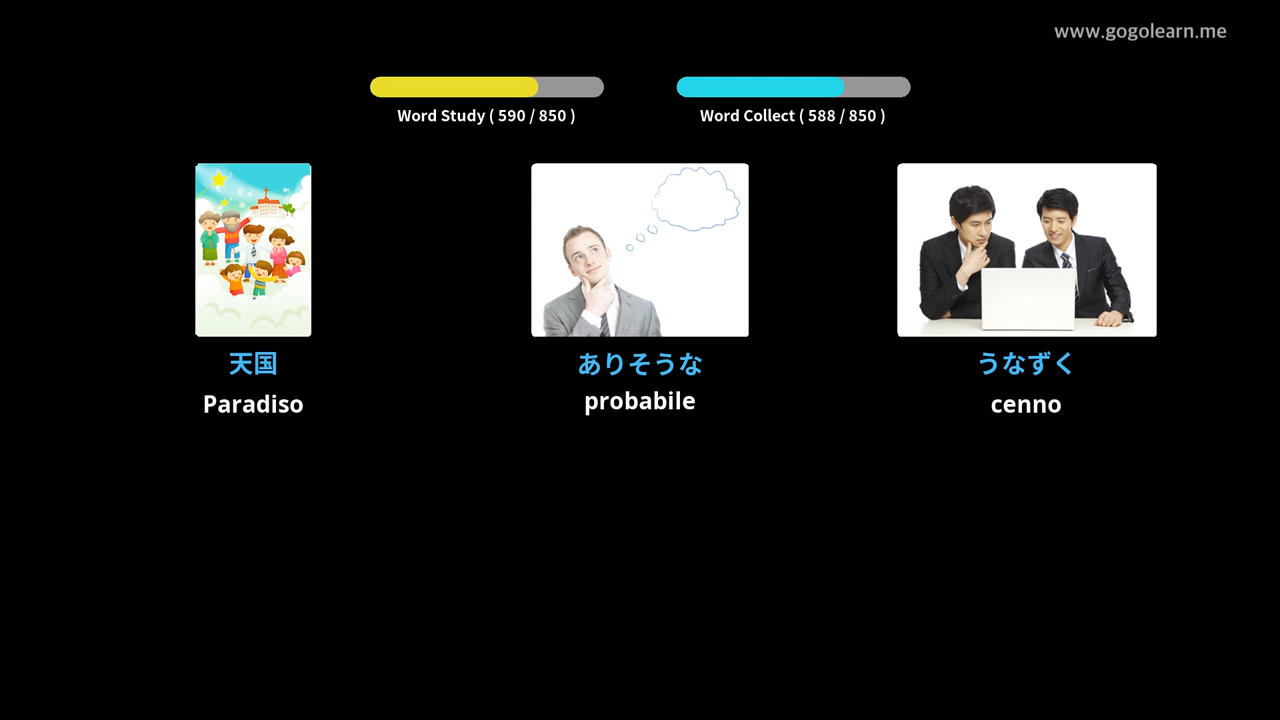 www.gogolearn.me
Word Study ( 590 / 850 )
Word Collect ( 588 / 850 )
天国
ありそうな
うなずく
Paradiso
probabile
cenno